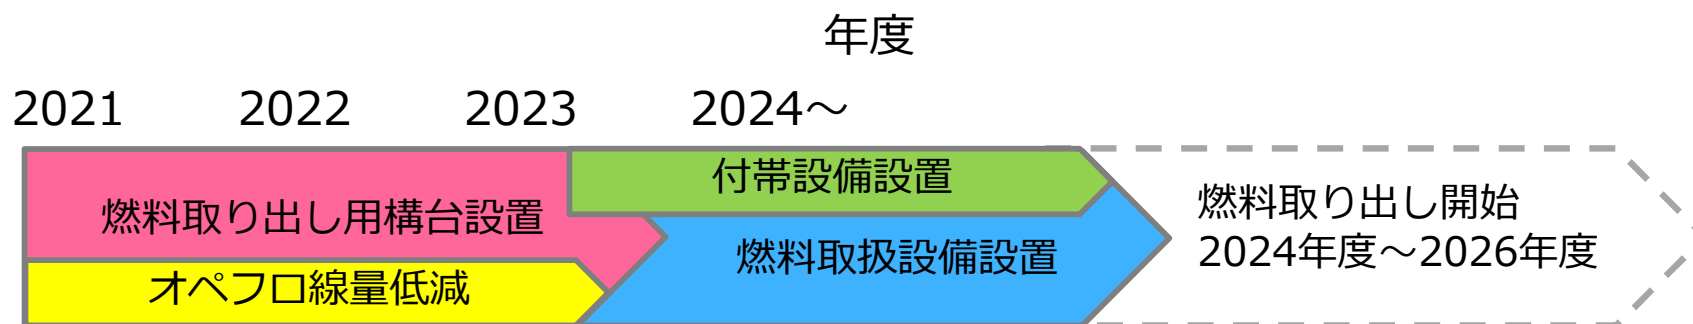 年度
2021 2022 2023 2024～
付帯設備設置
燃料取り出し用構台設置
燃料取扱設備設置
オペフロ線量低減
燃料取り出し開始
2024年度～2026年度